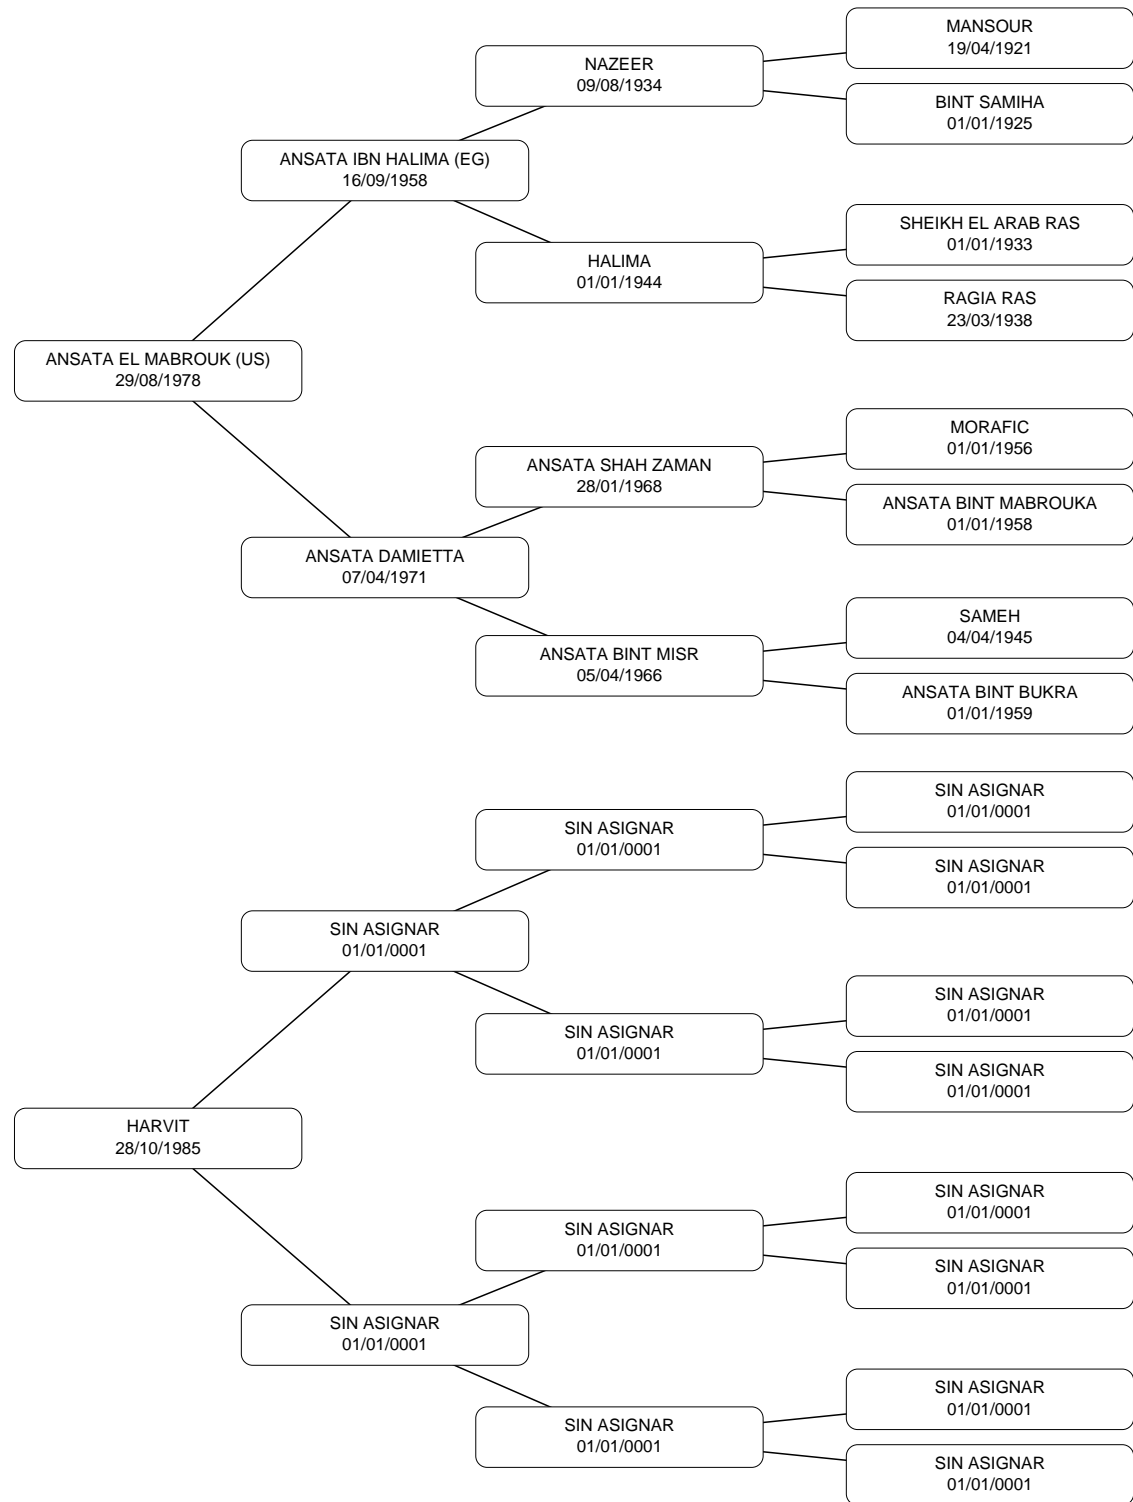 MANSOUR
19/04/1921
NAZEER
09/08/1934
BINT SAMIHA
01/01/1925
ANSATA IBN HALIMA (EG)
16/09/1958
SHEIKH EL ARAB RAS
01/01/1933
HALIMA
01/01/1944
RAGIA RAS
23/03/1938
ANSATA EL MABROUK (US)
29/08/1978
MORAFIC
01/01/1956
ANSATA SHAH ZAMAN
28/01/1968
ANSATA BINT MABROUKA
01/01/1958
ANSATA DAMIETTA
07/04/1971
SAMEH
04/04/1945
ANSATA BINT MISR
05/04/1966
ANSATA BINT BUKRA
01/01/1959
SIN ASIGNAR
01/01/0001
SIN ASIGNAR
01/01/0001
SIN ASIGNAR
01/01/0001
SIN ASIGNAR
01/01/0001
SIN ASIGNAR
01/01/0001
SIN ASIGNAR
01/01/0001
SIN ASIGNAR
01/01/0001
HARVIT
28/10/1985
SIN ASIGNAR
01/01/0001
SIN ASIGNAR
01/01/0001
SIN ASIGNAR
01/01/0001
SIN ASIGNAR
01/01/0001
SIN ASIGNAR
01/01/0001
SIN ASIGNAR
01/01/0001
SIN ASIGNAR
01/01/0001